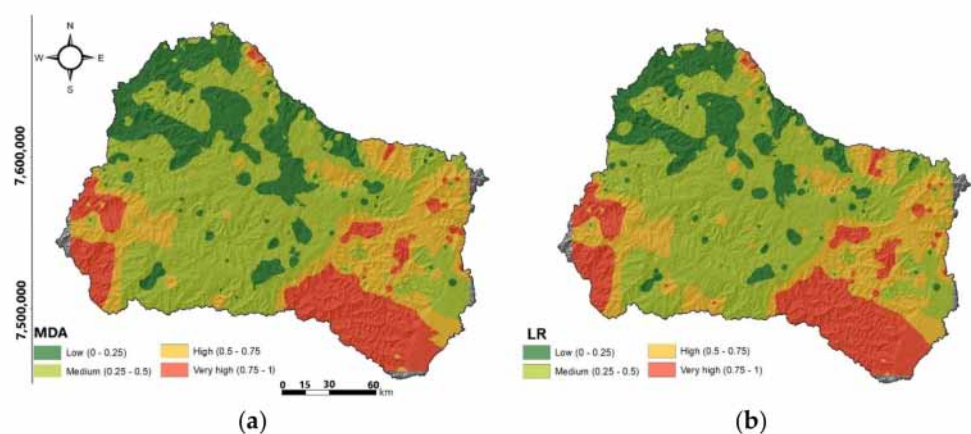 N
W E
S
7,600,000
7,500,000
MDA
Low (0 - 0.25)
High (0.5 - 0.75
Medium (0.25 - 0.5)
Very high (0.75 - 1)
0 15 30 60
km
LR
Low (0 - 0.25)
High (0.5 - 0.75)
Medium (0.25 - 0.5)
Very high (0.75 - 1)
(a)
(b)